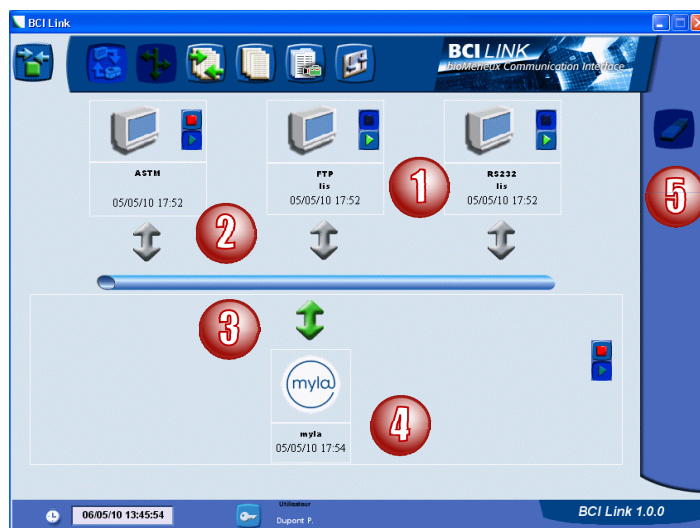 BCI Link
BCI LINK
bioMérieux Communication Interface
ASTM
05/05/10 17:52
FTP
lis
05/05/10 17:52
RS232
lis
05/05/10 17:52
1
2
3
4
5
myla
myla
05/05/10 17:54
06/05/10 13:45:54
Utilisateur
Dupont P.
BCI Link 1.0.0